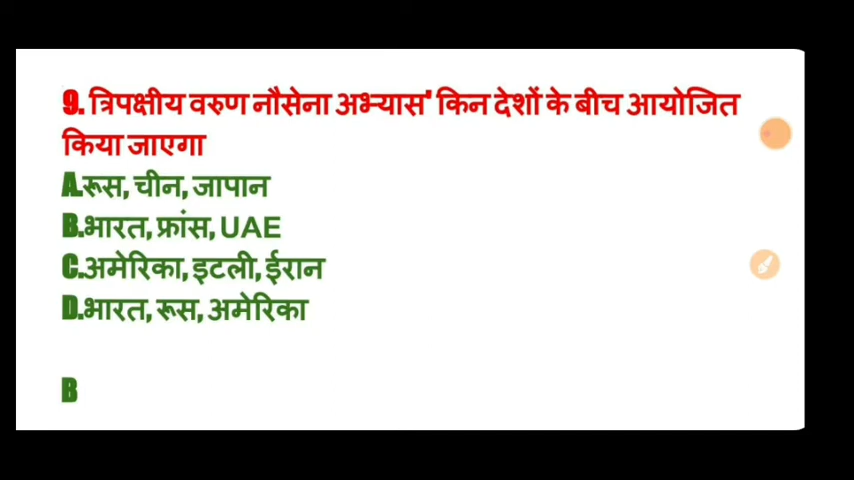 9. त्रिपक्षीय वरुण नौसेना अभ्यास' किन देशों के बीच आयोजित
किया जाएगा
A.रूस, चीन, जापान
B.भारत, फ्रांस, UAE
C.अमेरिका, इटली, ईरान
D.भारत, रूस, अमेरिका
B